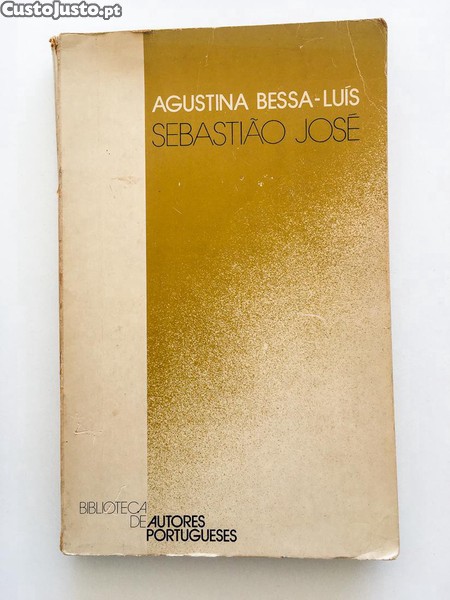 CustoJusto.pt
AGUSTINA BESSA-LUÍS
SEBASTIÃO JOSÉ
BIBLIOTECA
DE AUTORES
PORTUGUESES